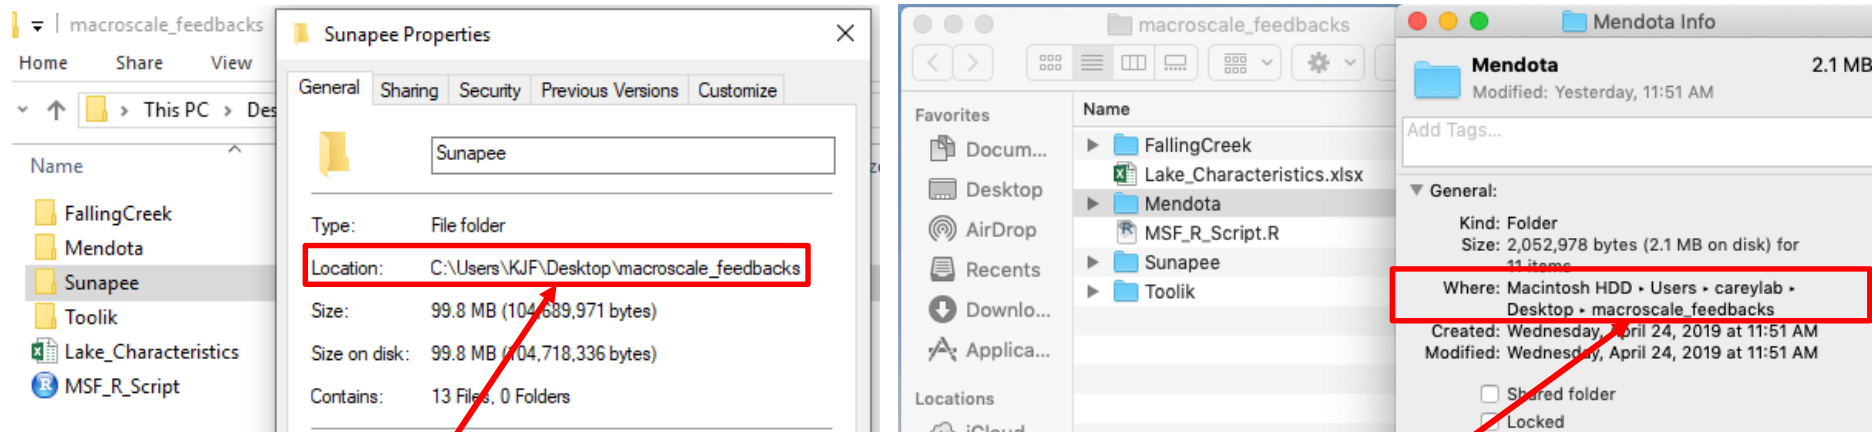 macroscale_feedbacks
Home Share View
This PC > Des
Name
FallingCreek
Mendota
Sunapee
Toolik
Lake_Characteristics
MSF_R_Script
Sunapee Properties
General Sharing Security Previous Versions Customize
Sunapee
Type: File folder
Location: C:\Users\KJF\Desktop\macroscale_feedbacks
Size: 99.8 MB (104,689,971 bytes)
Size on disk: 99.8 MB (104,718,336 bytes)
Contains: 13 Files, 0 Folders
macroscale_feedbacks
Favorites
Docum...
Desktop
AirDrop
Recents
Downlo...
Applica...
Locations
iCloud
Name
FallingCreek
Lake_Characteristics.xlsx
Mendota
MSF_R_Script.R
Sunapee
Toolik
Mendota Info
Mendota 2.1 MB
Modified: Yesterday, 11:51 AM
Add Tags...
General:
Kind: Folder
Size: 2,052,978 bytes (2.1 MB on disk) for
11 items
Where: Macintosh HDD ▸ Users ▸ careylab ▸
Desktop ▸ macroscale_feedbacks
Created: Wednesday, April 24, 2019 at 11:51 AM
Modified: Wednesday, April 24, 2019 at 11:51 AM
Shared folder
Locked